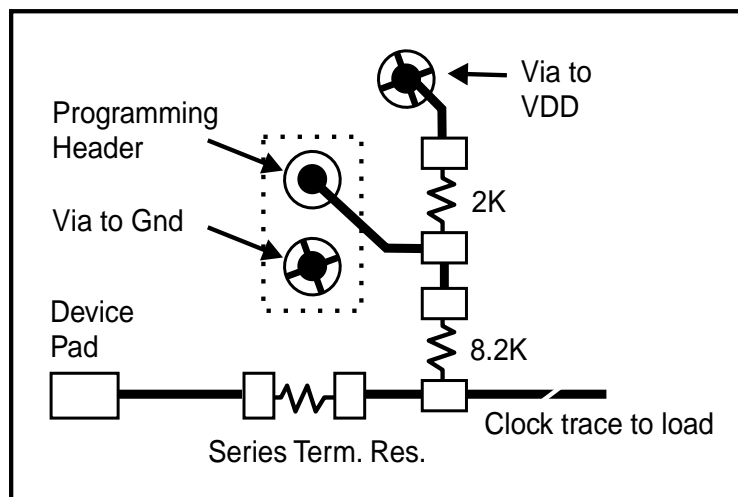 Via to
VDD
Programming
Header
2K
Via to Gnd
Device
Pad
8.2K
Clock trace to load
Series Term. Res.